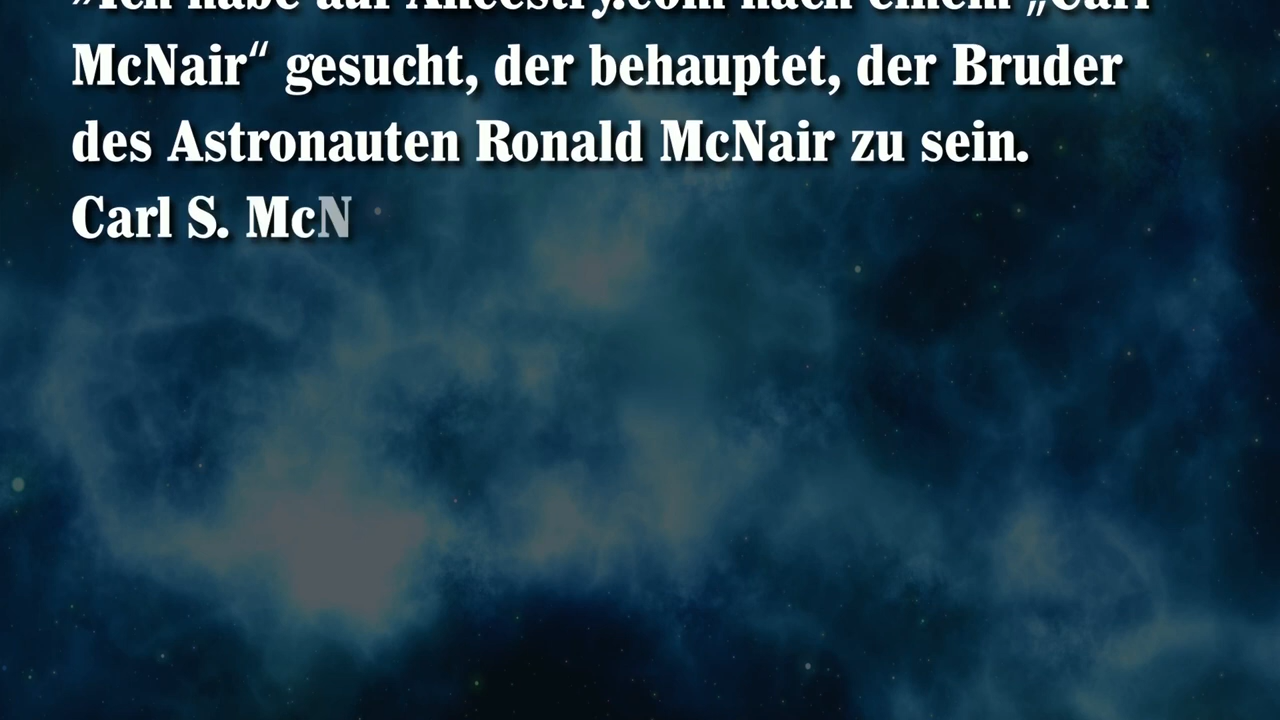 »Ich habe auf Ancestry.com nach einem „Carl
McNair“ gesucht, der behauptet, der Bruder
des Astronauten Ronald McNair zu sein.
Carl S. McN